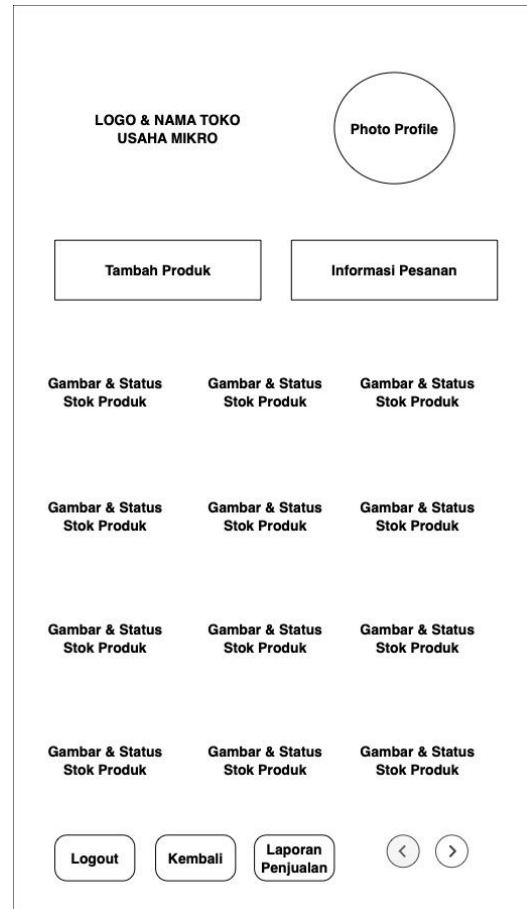 LOGO & NAMA TOKO
USAHA MIKRO
Photo Profile
Tambah Produk
Informasi Pesanan
Gambar & Status
Stok Produk
Gambar & Status
Stok Produk
Gambar & Status
Stok Produk
Gambar & Status
Stok Produk
Gambar & Status
Stok Produk
Gambar & Status
Stok Produk
Gambar & Status
Stok Produk
Gambar & Status
Stok Produk
Gambar & Status
Stok Produk
Gambar & Status
Stok Produk
Gambar & Status
Stok Produk
Gambar & Status
Stok Produk
Logout
Kembali
Laporan
Penjualan